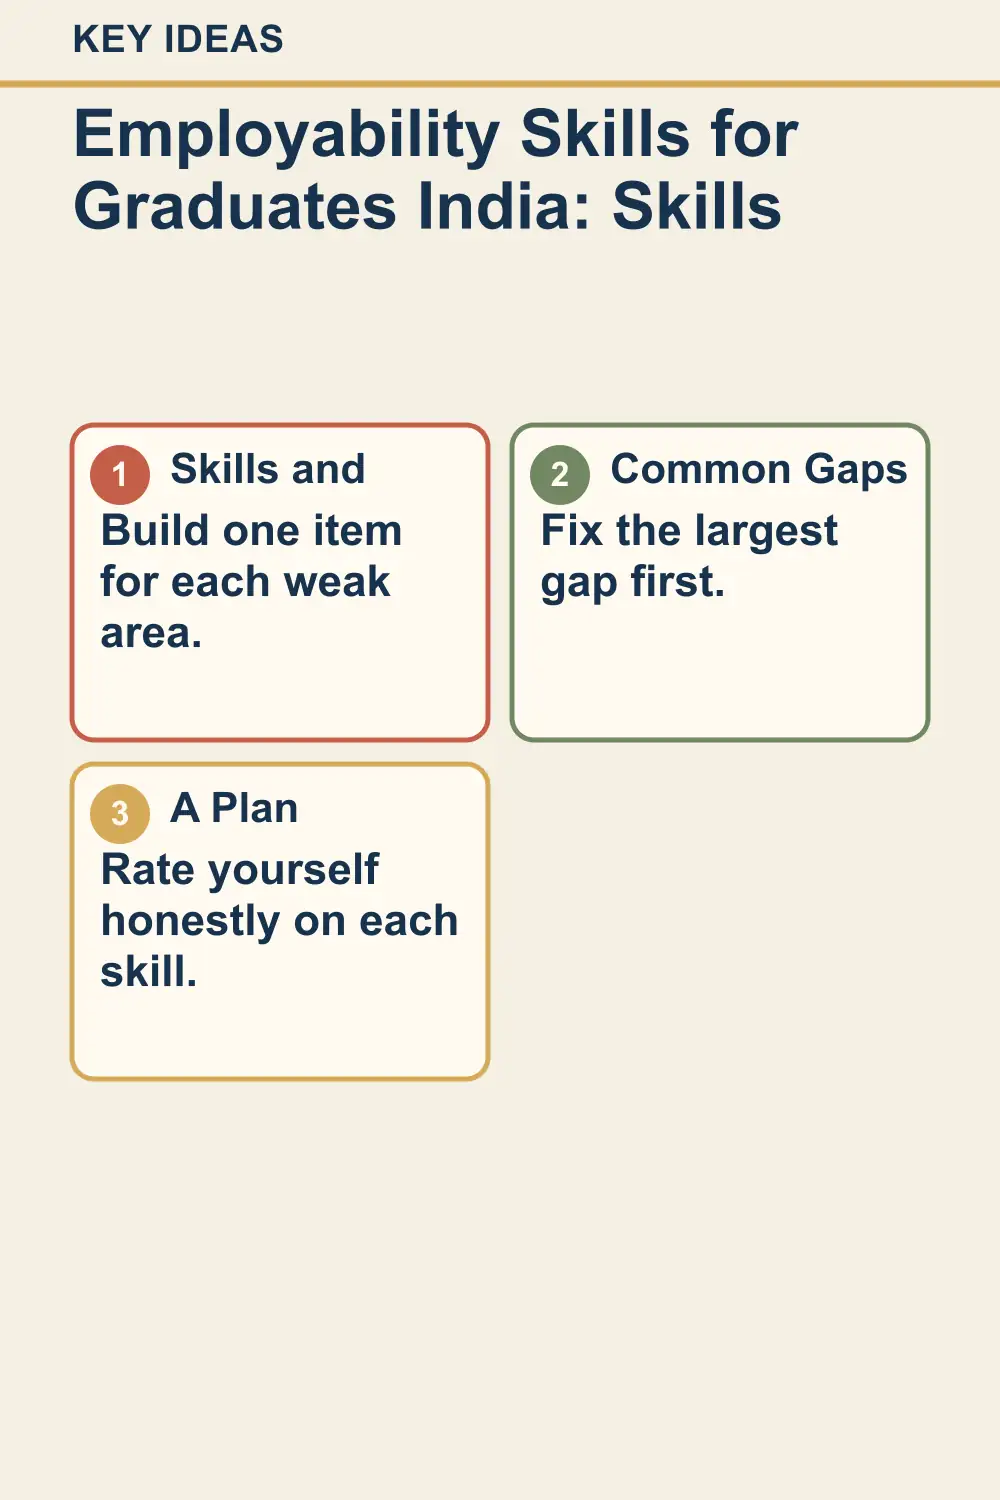 KEY IDEAS
Employability Skills for
Graduates India: Skills
1 Skills and
Build one item
for each weak
area.
2 Common Gaps
Fix the largest
gap first.
3 A Plan
Rate yourself
honestly on each
skill.